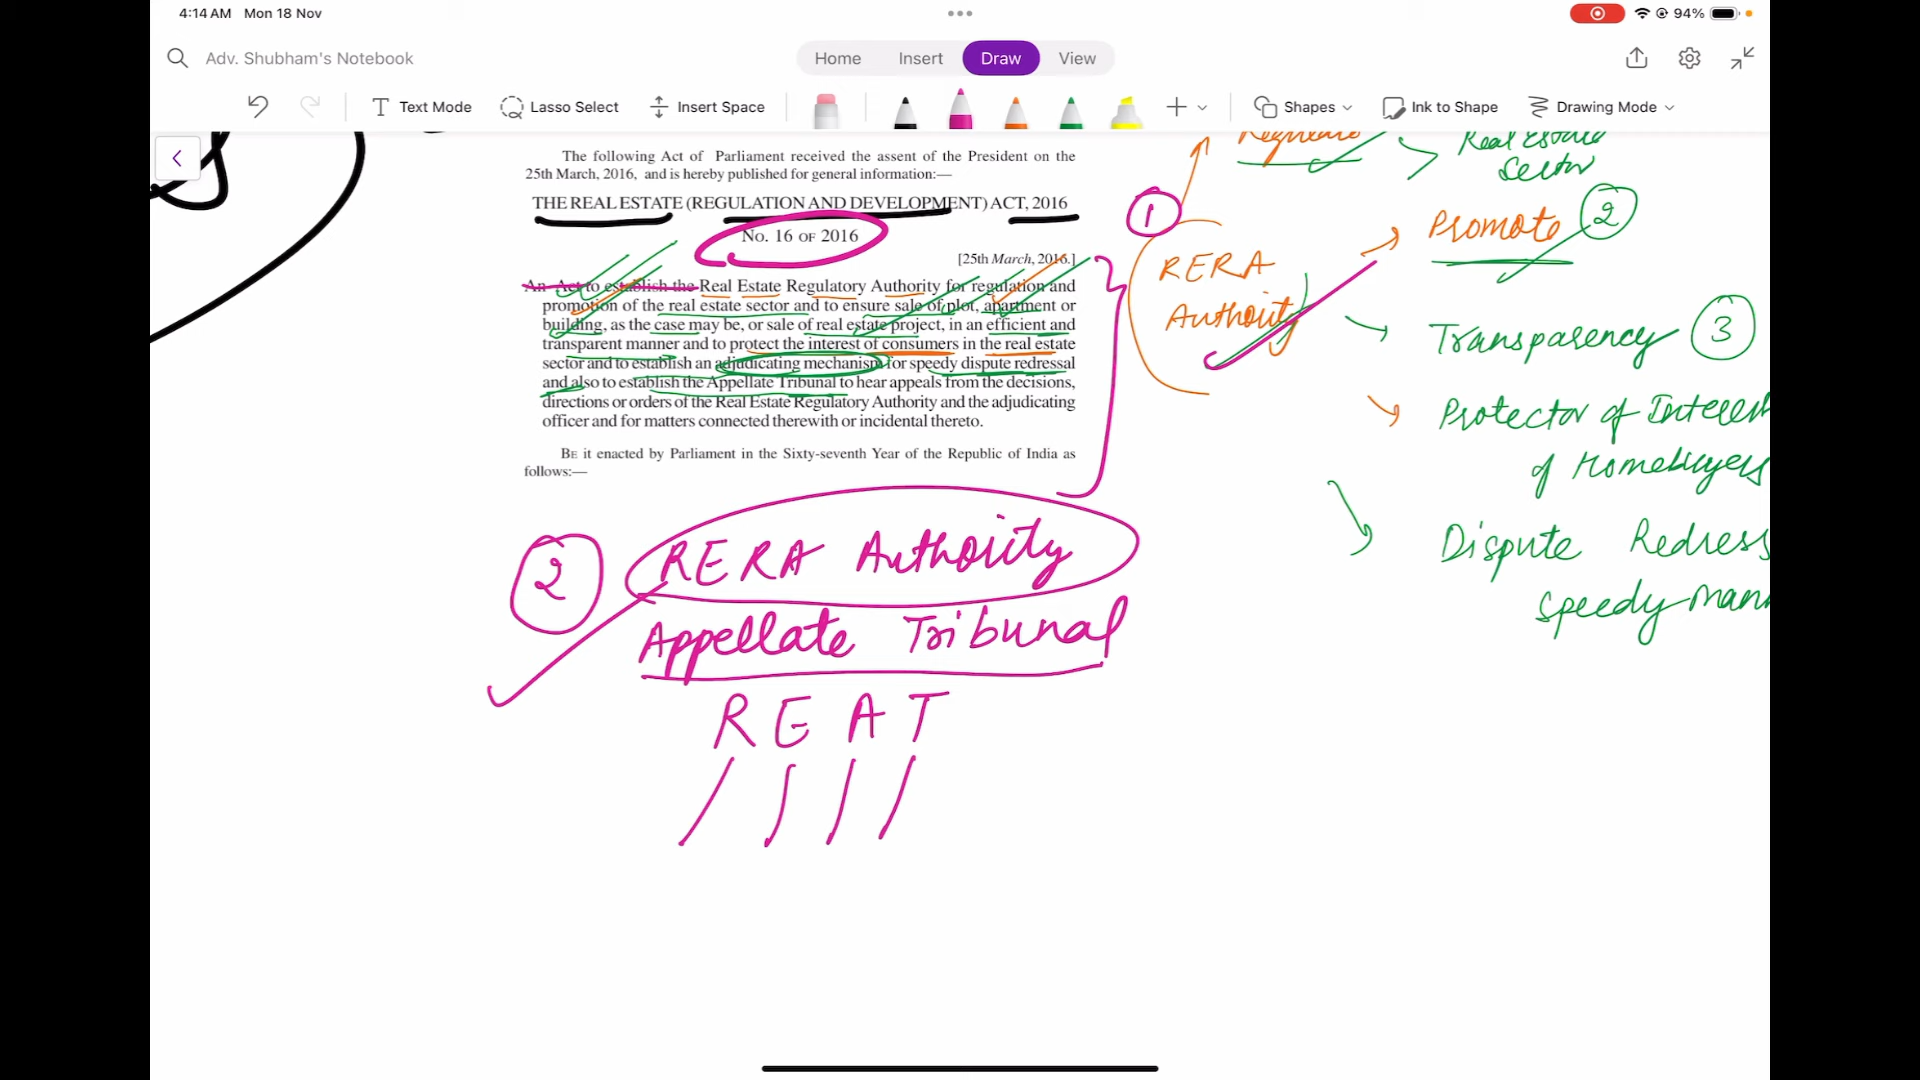 4:14 AM Mon 18 Nov
94%
Adv. Shubham's Notebook
Home Insert Draw View
Text Mode Lasso Select Insert Space Shapes Ink to Shape Drawing Mode
The following Act of Parliament received the assent of the President on the
25th March, 2016, and is hereby published for general information:—
THE REAL ESTATE (REGULATION AND DEVELOPMENT) ACT, 2016
No. 16 OF 2016
[25th March, 2016.]
An Act to establish the Real Estate Regulatory Authority for regulation and
promotion of the real estate sector and to ensure sale of plot, apartment or
building, as the case may be, or sale of real estate project, in an efficient and
transparent manner and to protect the interest of consumers in the real estate
sector and to establish an adjudicating mechanism for speedy dispute redressal
and also to establish the Appellate Tribunal to hear appeals from the decisions,
directions or orders of the Real Estate Regulatory Authority and the adjudicating
officer and for matters connected therewith or incidental thereto.
BE it enacted by Parliament in the Sixty-seventh Year of the Republic of India as
follows:—
2 RERA Authority
Appellate Tribunal
R E A T
1
RERA
Authority
Real Estate
Sector
Promote 2
Transparency 3
Protector of Interest
of Homebuyers
Dispute Redress
Speedy